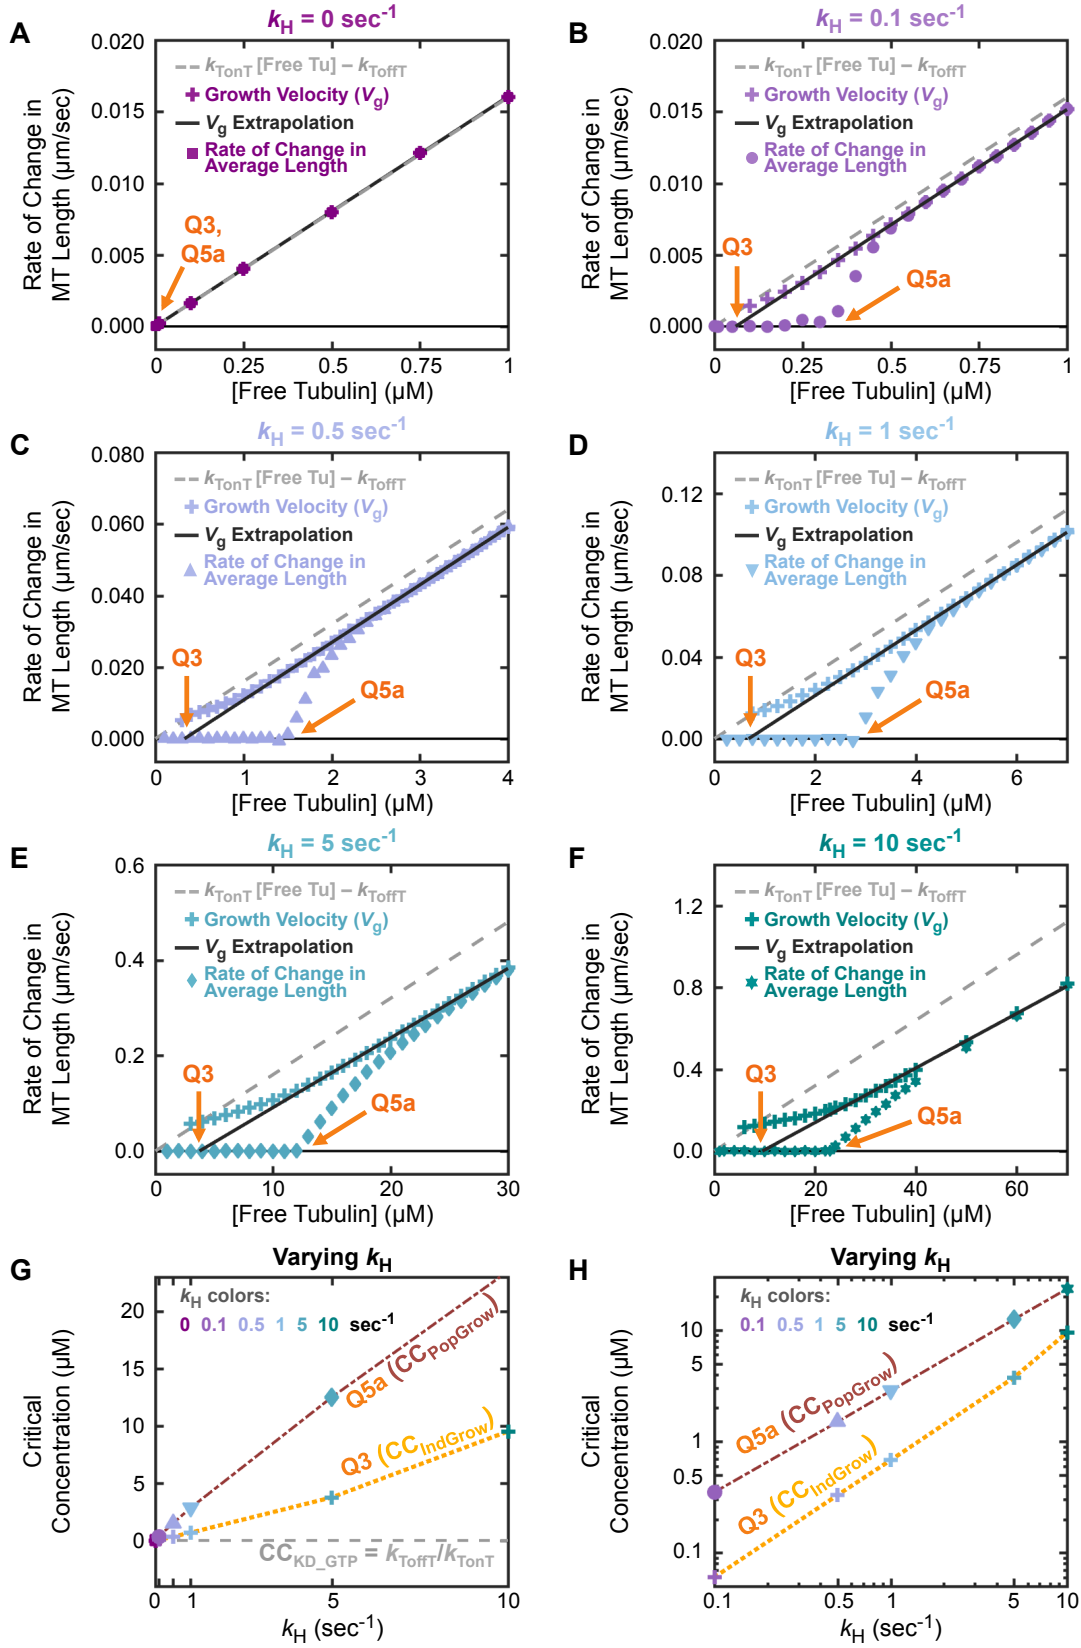 A
k_H = 0 sec⁻¹
Rate of Change in
MT Length (µm/sec)
0.020
0.015
0.010
0.005
0.000
k_TonT [Free Tu] – k_ToffT
Growth Velocity (V_g)
V_g Extrapolation
Rate of Change in
Average Length
Q3,
Q5a
0 0.25 0.50 0.75 1
[Free Tubulin] (µM)
B
k_H = 0.1 sec⁻¹
Rate of Change in
MT Length (µm/sec)
0.020
0.015
0.010
0.005
0.000
k_TonT [Free Tu] – k_ToffT
Growth Velocity (V_g)
V_g Extrapolation
Rate of Change in
Average Length
Q3
Q5a
0 0.25 0.50 0.75 1
[Free Tubulin] (µM)
C
k_H = 0.5 sec⁻¹
Rate of Change in
MT Length (µm/sec)
0.080
0.060
0.040
0.020
0.000
k_TonT [Free Tu] – k_ToffT
Growth Velocity (V_g)
V_g Extrapolation
Rate of Change in
Average Length
Q3
Q5a
0 1 2 3 4
[Free Tubulin] (µM)
D
k_H = 1 sec⁻¹
Rate of Change in
MT Length (µm/sec)
0.12
0.08
0.04
0.00
k_TonT [Free Tu] – k_ToffT
Growth Velocity (V_g)
V_g Extrapolation
Rate of Change in
Average Length
Q3
Q5a
0 2 4 6
[Free Tubulin] (µM)
E
k_H = 5 sec⁻¹
Rate of Change in
MT Length (µm/sec)
0.6
0.4
0.2
0.0
k_TonT [Free Tu] – k_ToffT
Growth Velocity (V_g)
V_g Extrapolation
Rate of Change in
Average Length
Q3
Q5a
0 10 20 30
[Free Tubulin] (µM)
F
k_H = 10 sec⁻¹
Rate of Change in
MT Length (µm/sec)
1.2
0.8
0.4
0.0
k_TonT [Free Tu] – k_ToffT
Growth Velocity (V_g)
V_g Extrapolation
Rate of Change in
Average Length
Q3
Q5a
0 20 40 60
[Free Tubulin] (µM)
G
Varying k_H
Critical
Concentration (µM)
20
15
10
5
0
k_H colors:
0 0.1 0.5 1 5 10 sec⁻¹
Q5a (CC_PopGrow)
Q3 (CC_IndGrow)
CC_KD_GTP = k_ToffT/k_TonT
0 1 5 10
k_H (sec⁻¹)
H
Varying k_H
Critical
Concentration (µM)
10
5
1
0.5
0.1
k_H colors:
0.1 0.5 1 5 10 sec⁻¹
Q5a (CC_PopGrow)
Q3 (CC_IndGrow)
0.1 0.5 1 5 10
k_H (sec⁻¹)